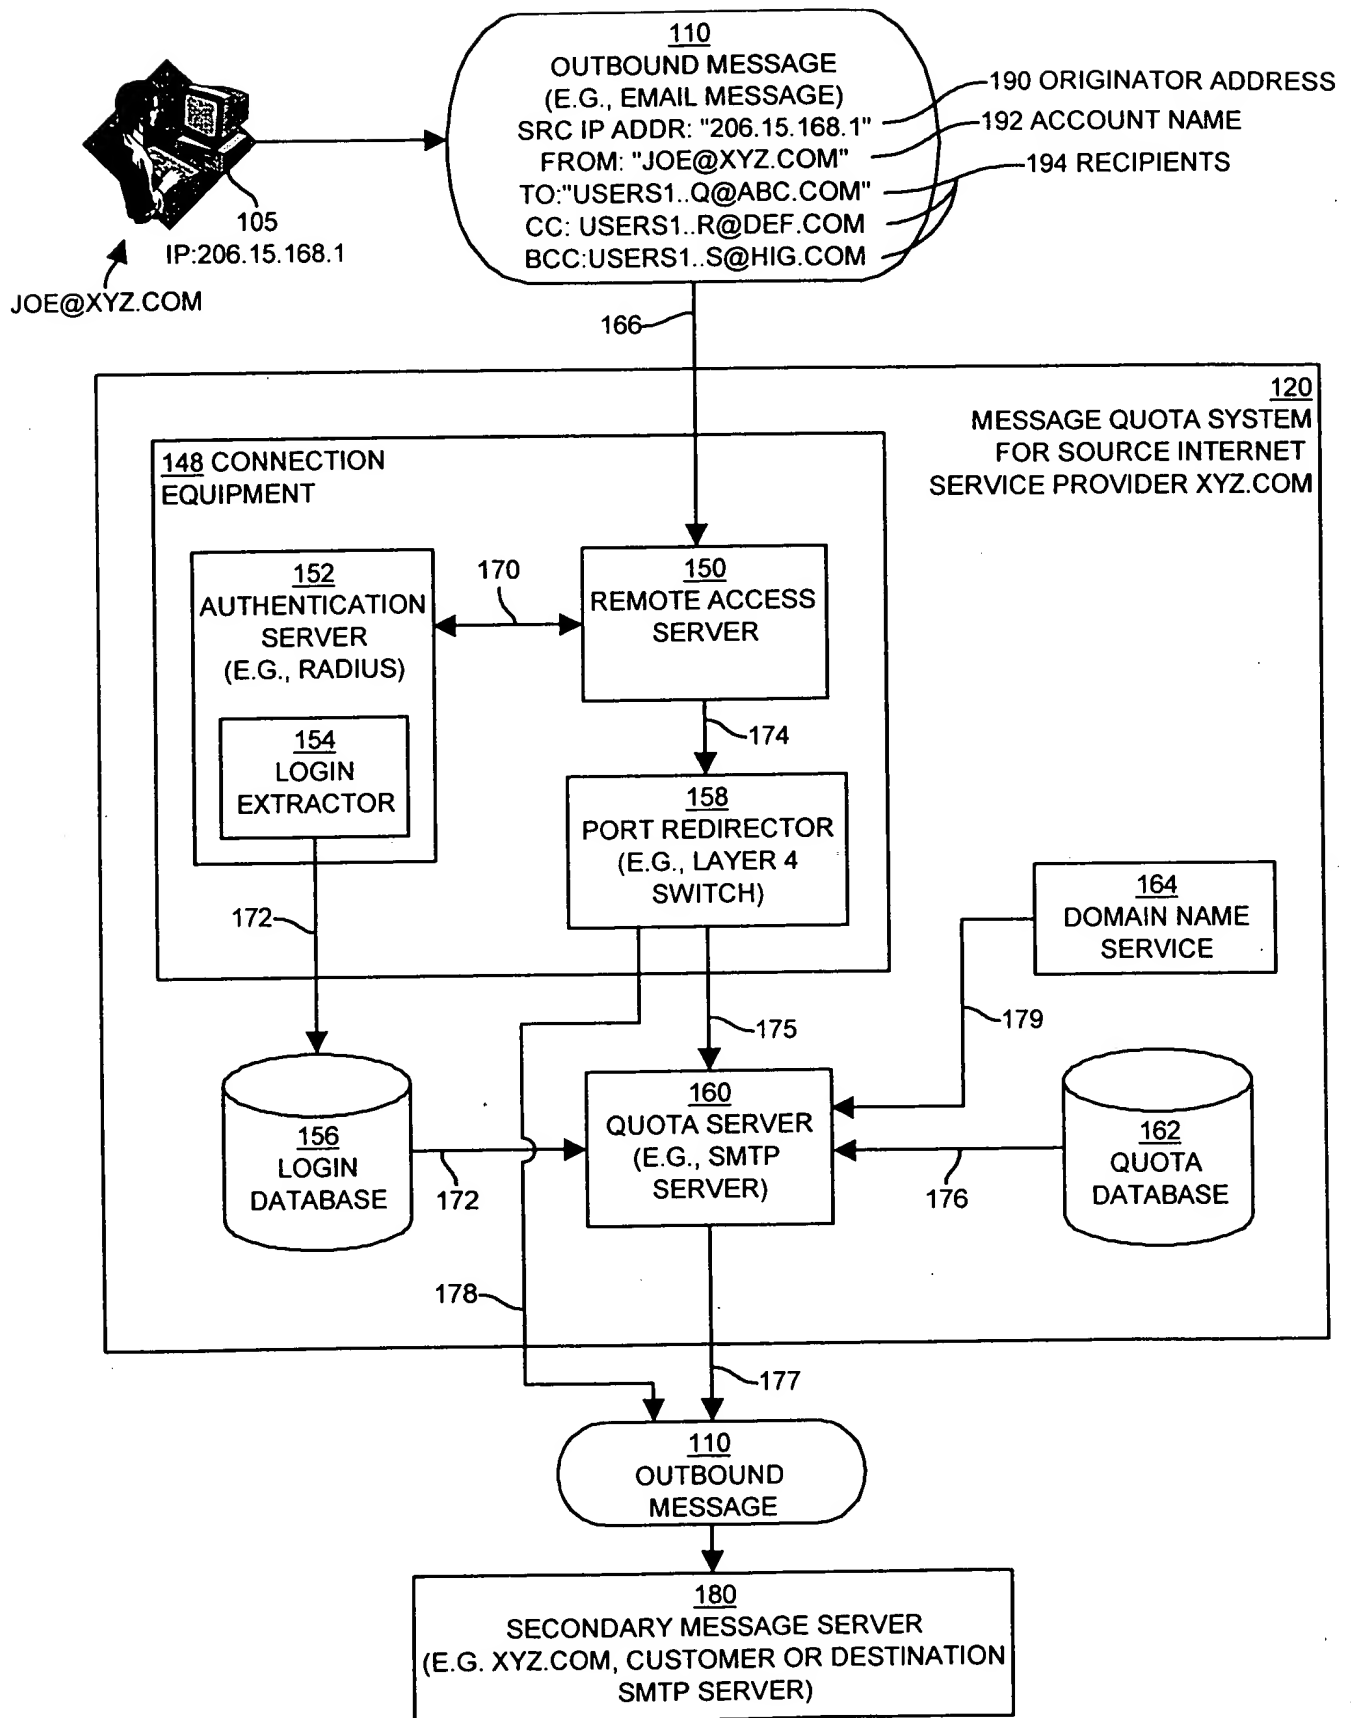 110
OUTBOUND MESSAGE
(E.G., EMAIL MESSAGE)
SRC IP ADDR: "206.15.168.1"
FROM: "JOE@XYZ.COM"
TO:"USERS1..Q@ABC.COM"
CC: USERS1..R@DEF.COM
BCC:USERS1..S@HIG.COM
190 ORIGINATOR ADDRESS
192 ACCOUNT NAME
194 RECIPIENTS
105
IP:206.15.168.1
JOE@XYZ.COM
166
120
MESSAGE QUOTA SYSTEM
FOR SOURCE INTERNET
SERVICE PROVIDER XYZ.COM
148 CONNECTION
EQUIPMENT
152
AUTHENTICATION
SERVER
(E.G., RADIUS)
170
150
REMOTE ACCESS
SERVER
154
LOGIN
EXTRACTOR
174
158
PORT REDIRECTOR
(E.G., LAYER 4
SWITCH)
172
164
DOMAIN NAME
SERVICE
175
179
156
LOGIN
DATABASE
172
160
QUOTA SERVER
(E.G., SMTP
SERVER)
176
162
QUOTA
DATABASE
178
177
110
OUTBOUND
MESSAGE
180
SECONDARY MESSAGE SERVER
(E.G. XYZ.COM, CUSTOMER OR DESTINATION
SMTP SERVER)